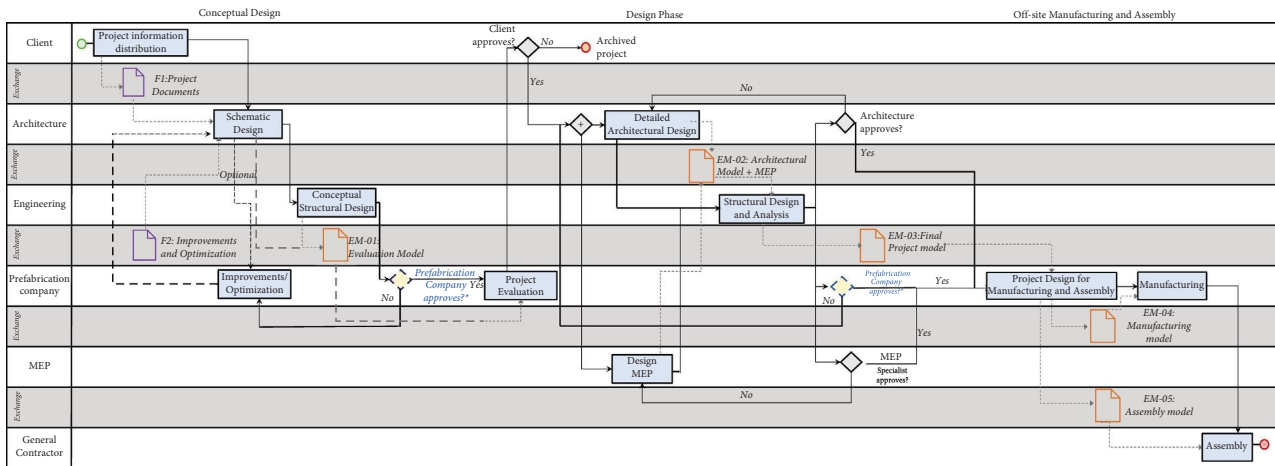 Conceptual Design
Design Phase
Off-site Manufacturing and Assembly
Client
Project information
distribution
Client
approves?
No
Archived
project
Yes
Exchange
F1:Project
Documents
No
Architecture
Schematic
Design
+
Detailed
Architectural Design
Architecture
approves?
Yes
Exchange
Optional
EM-02: Architectural
Model + MEP
Engineering
Conceptual
Structural Design
Structural Design
and Analysis
Exchange
F2: Improvements
and Optimization
EM-01:
Evaluation Model
EM-03:Final
Project model
Prefabrication
company
Improvements/
Optimization
Prefabrication
Company
approves?*
Yes
No
Project
Evaluation
Prefabrication
Company
approves?*
Yes
No
Project Design for
Manufacturing and Assembly
Manufacturing
Exchange
Yes
EM-04:
Manufacturing
model
MEP
Design
MEP
MEP
Specialist
approves?
No
Exchange
EM-05:
Assembly model
General
Contractor
Assembly